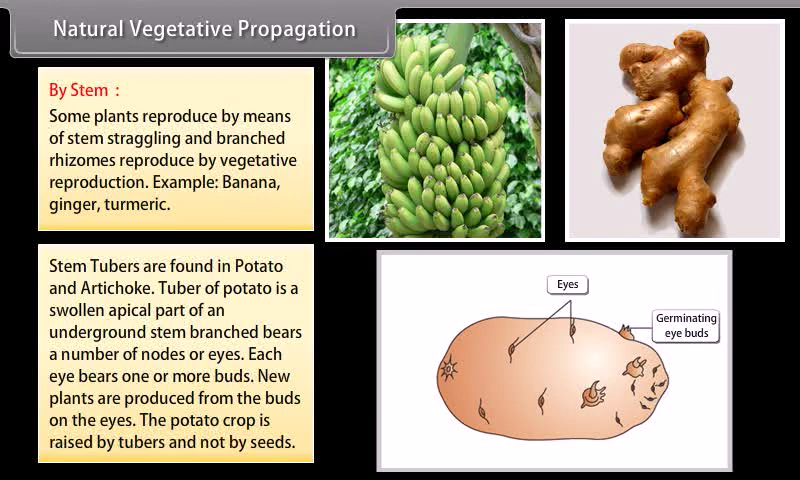 Natural Vegetative Propagation
By Stem :
Some plants reproduce by means
of stem straggling and branched
rhizomes reproduce by vegetative
reproduction. Example: Banana,
ginger, turmeric.
Stem Tubers are found in Potato
and Artichoke. Tuber of potato is a
swollen apical part of an
underground stem branched bears
a number of nodes or eyes. Each
eye bears one or more buds. New
plants are produced from the buds
on the eyes. The potato crop is
raised by tubers and not by seeds.
Eyes
Germinating
eye buds